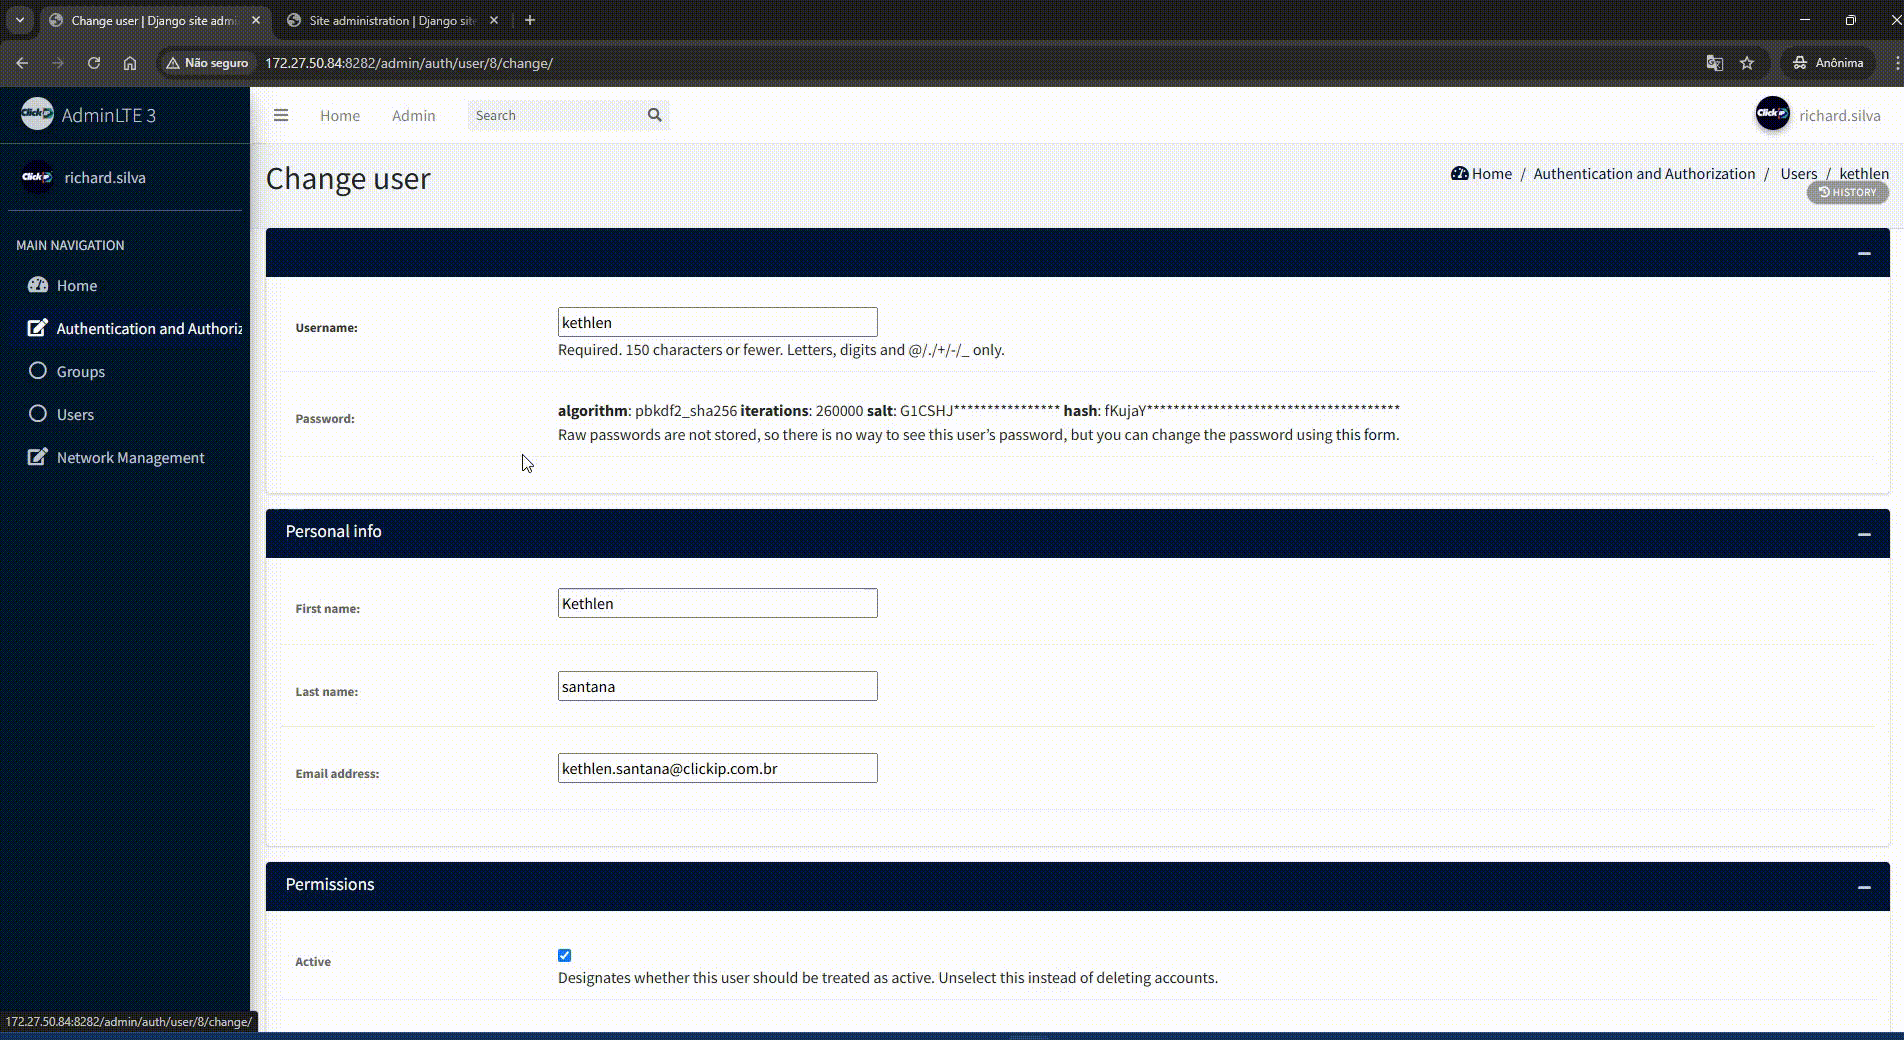 Change user | Django site admi
Site administration | Django site
Não seguro
172.27.50.84:8282/admin/auth/user/8/change/
Anônima
Click
AdminLTE 3
Home
Admin
Search
Click
richard.silva
Click
richard.silva
Change user
Home / Authentication and Authorization / Users / kethlen
HISTORY
MAIN NAVIGATION
Home
Authentication and Authoriz
Groups
Users
Network Management
Username:
kethlen
Required. 150 characters or fewer. Letters, digits and @/./+/-/_ only.
Password:
algorithm: pbkdf2_sha256 iterations: 260000 salt: G1CSHJ**************** hash: fKujaY**************************************
Raw passwords are not stored, so there is no way to see this user’s password, but you can change the password using this form.
Personal info
First name:
Kethlen
Last name:
santana
Email address:
kethlen.santana@clickip.com.br
Permissions
Active
Designates whether this user should be treated as active. Unselect this instead of deleting accounts.
172.27.50.84:8282/admin/auth/user/8/change/